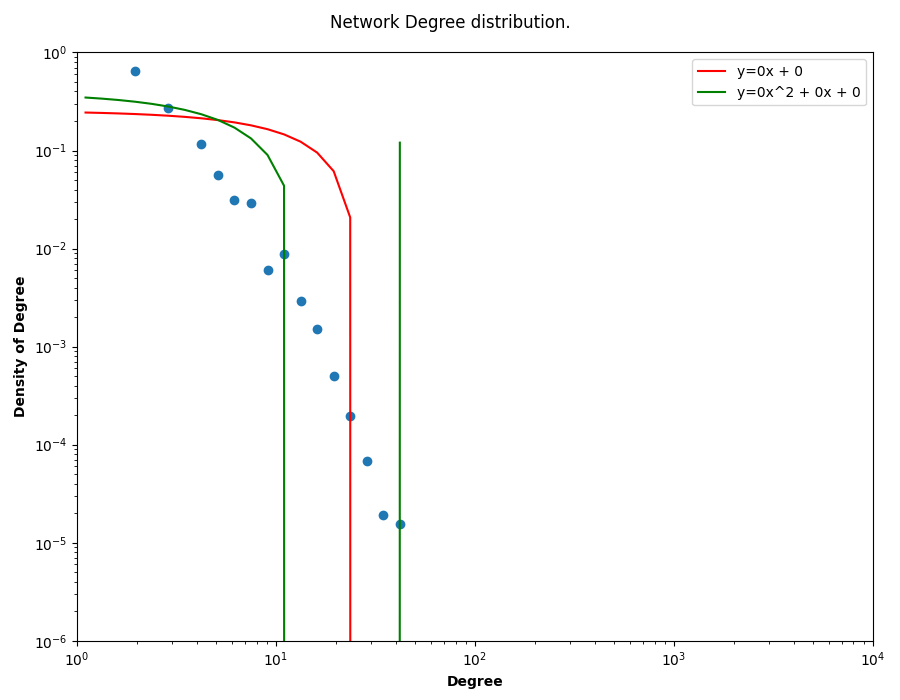 Network Degree distribution.
y=0x + 0
y=0x^2 + 0x + 0
10^0
10^-1
10^-2
10^-3
10^-4
10^-5
10^-6
Density of Degree
10^0 10^1 10^2 10^3 10^4
Degree